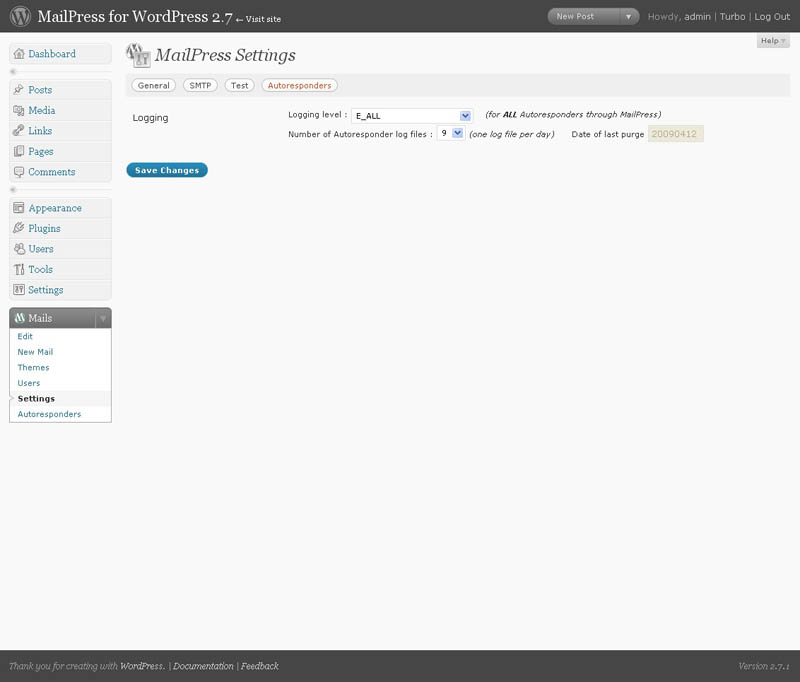 MailPress for WordPress 2.7 ← Visit site
New Post
Howdy, admin | Turbo | Log Out
Help
Dashboard
Posts
Media
Links
Pages
Comments
Appearance
Plugins
Users
Tools
Settings
Mails
Edit
New Mail
Themes
Users
Settings
Autoresponders
MailPress Settings
General SMTP Test Autoresponders
Logging
Logging level : E_ALL (for ALL Autoresponders through MailPress)
Number of Autoresponder log files : 9 (one log file per day) Date of last purge 20090412
Save Changes
Thank you for creating with WordPress. | Documentation | Feedback
Version 2.7.1